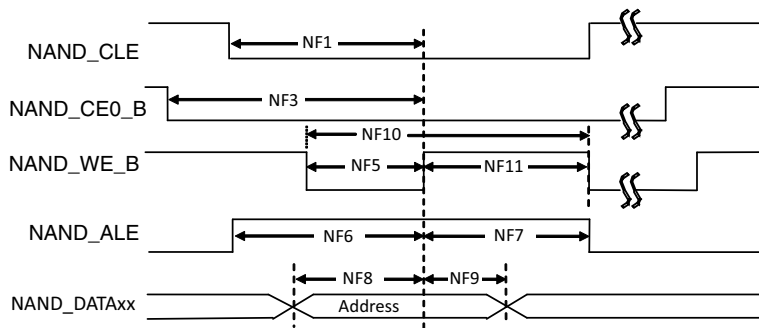 NAND_CLE
NF1
NAND_CE0_B
NF3
NF10
NAND_WE_B
NF5
NF11
NAND_ALE
NF6
NF7
NF8
NF9
NAND_DATAxx
Address